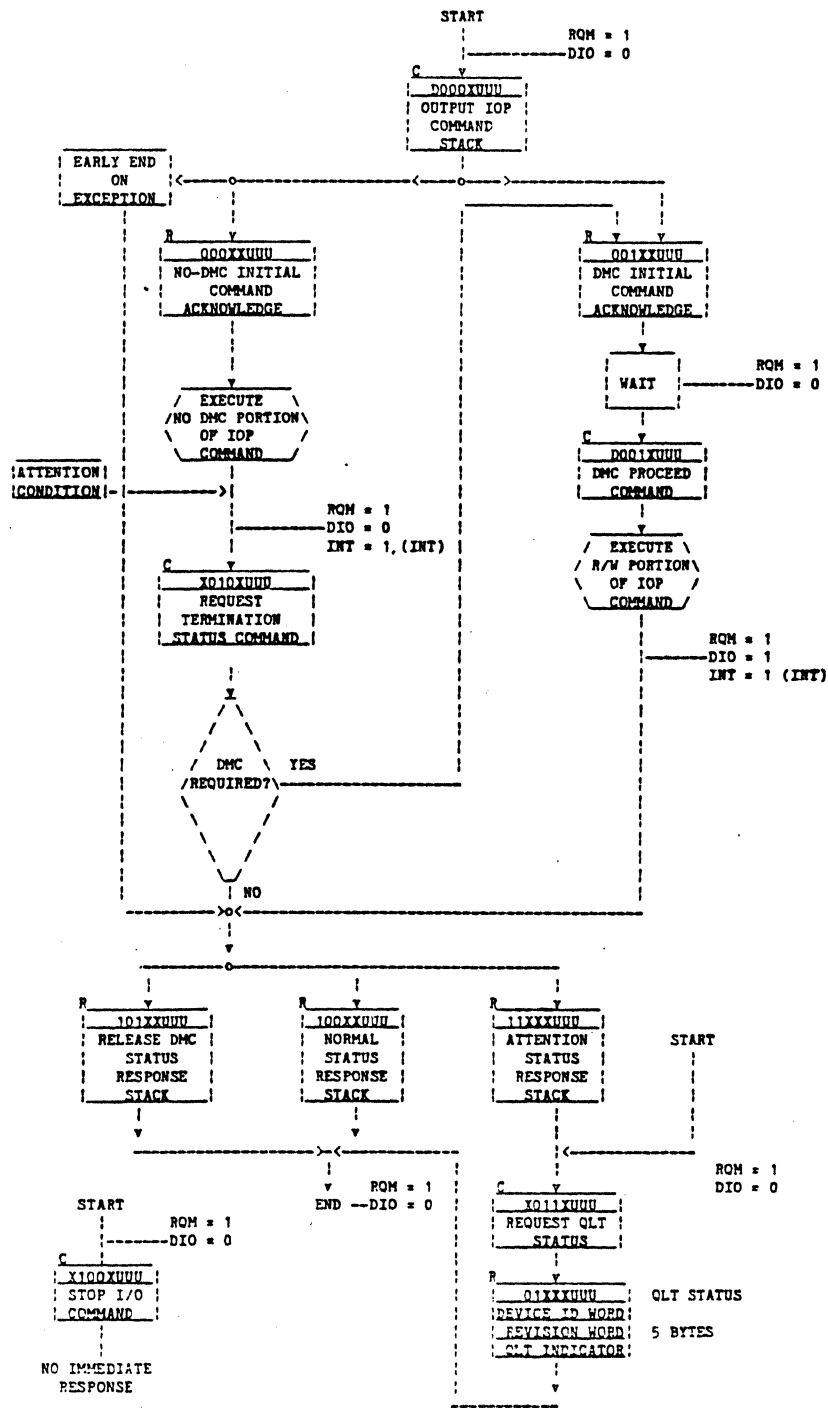 START
RQM = 1
DIO = 0
C
D000XUUU
OUTPUT IOP
COMMAND
STACK
EARLY END
ON
EXCEPTION
R
000XXUUU
NO-DMC INITIAL
COMMAND
ACKNOWLEDGE
R
001XXUUU
DMC INITIAL
COMMAND
ACKNOWLEDGE
WAIT
RQM = 1
DIO = 0
EXECUTE
NO DMC PORTION
OF IOP
COMMAND
C
D001XUUU
DMC PROCEED
COMMAND
ATTENTION
CONDITION
RQM = 1
DIO = 0
INT = 1, (INT)
EXECUTE
R/W PORTION
OF IOP
COMMAND
C
X010XUUU
REQUEST
TERMINATION
STATUS COMMAND
RQM = 1
DIO = 1
INT = 1 (INT)
DMC
REQUIRED?
YES
NO
R
101XXUUU
RELEASE DMC
STATUS
RESPONSE
STACK
R
100XXUUU
NORMAL
STATUS
RESPONSE
STACK
R
11XXXUUU
ATTENTION
STATUS
RESPONSE
STACK
START
RQM = 1
DIO = 0
END
RQM = 1
DIO = 0
START
RQM = 1
DIO = 0
C
X100XUUU
STOP I/O
COMMAND
NO IMMEDIATE
RESPONSE
C
X011XUUU
REQUEST QLT
STATUS
R
01XXXUUU
DEVICE ID WORD
REVISION WORD
QLT INDICATOR
QLT STATUS
5 BYTES